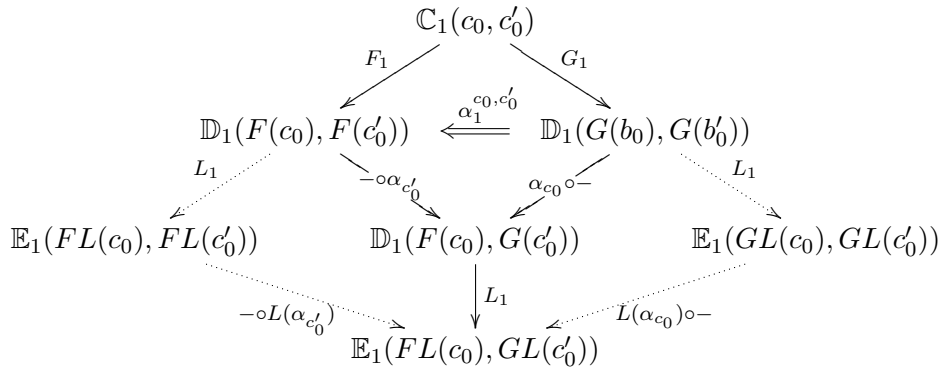 ℂ₁(c₀, c′₀)
F₁ G₁
α₁^{c₀,c′₀}
𝔻₁(F(c₀), F(c′₀)) 𝔻₁(G(b₀), G(b′₀))
L₁ −∘α_{c′₀} α_{c₀}∘− L₁
𝔼₁(FL(c₀), FL(c′₀)) 𝔻₁(F(c₀), G(c′₀)) 𝔼₁(GL(c₀), GL(c′₀))
−∘L(α_{c′₀}) L₁ L(α_{c₀})∘−
𝔼₁(FL(c₀), GL(c′₀))